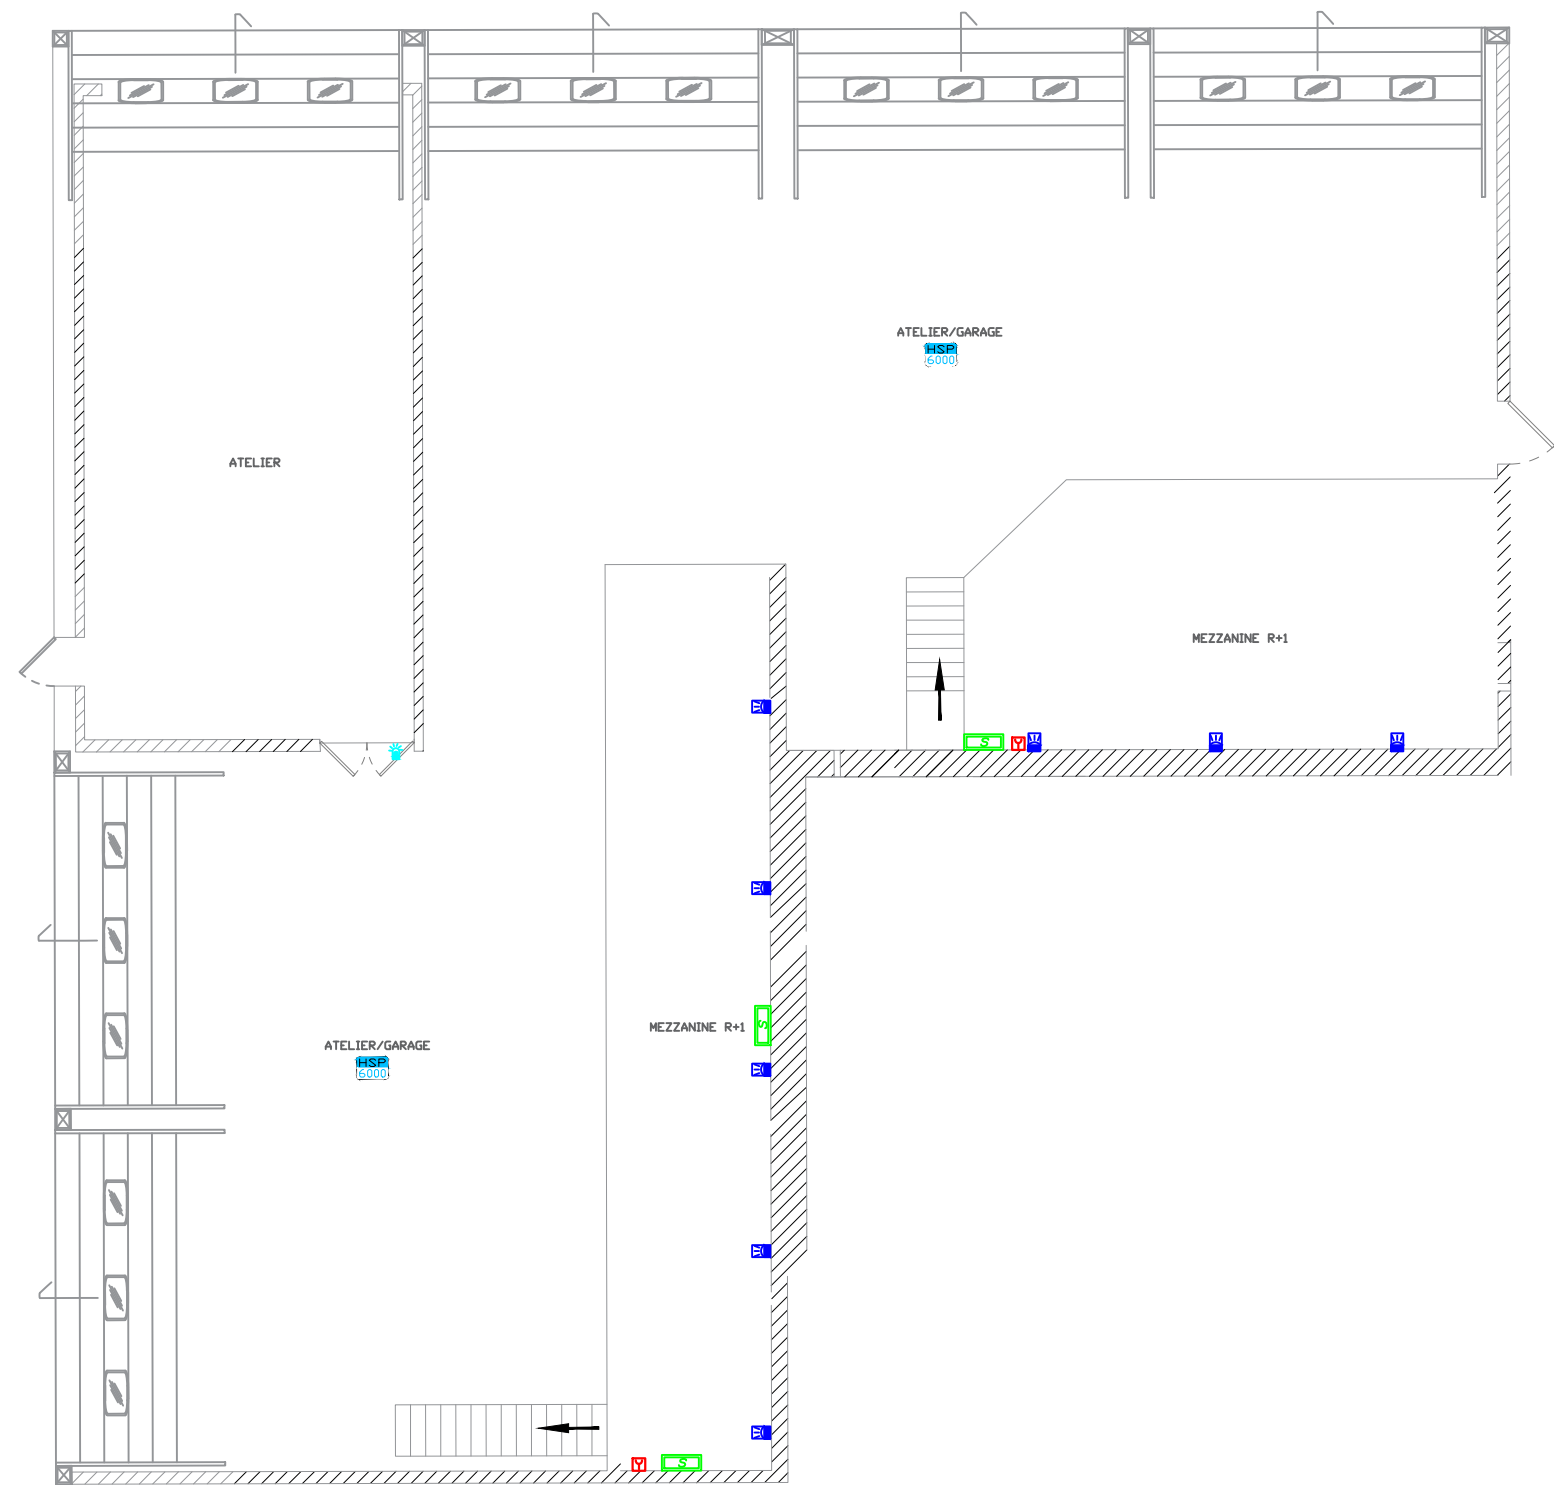 ATELIER/GARAGE
HSP
6000
ATELIER
MEZZANINE R+1
S
MEZZANINE R+1
S
ATELIER/GARAGE
HSP
6000
S